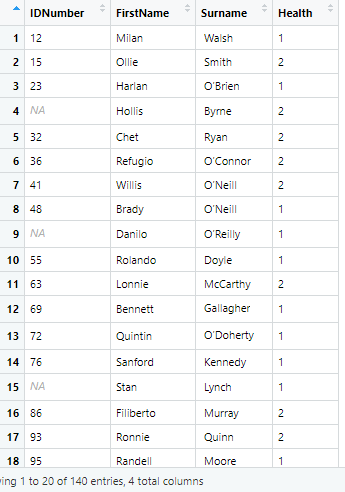 IDNumber FirstName Surname Health
1 12 Milan Walsh 1
2 15 Ollie Smith 2
3 23 Harlan O'Brien 1
4 NA Hollis Byrne 2
5 32 Chet Ryan 2
6 36 Refugio O'Connor 2
7 41 Willis O'Neill 2
8 48 Brady O'Neill 1
9 NA Danilo O'Reilly 1
10 55 Rolando Doyle 1
11 63 Lonnie McCarthy 2
12 69 Bennett Gallagher 1
13 72 Quintin O'Doherty 1
14 76 Sanford Kennedy 1
15 NA Stan Lynch 1
16 86 Filiberto Murray 2
17 93 Ronnie Quinn 2
18 95 Randell Moore 1
ving 1 to 20 of 140 entries, 4 total columns